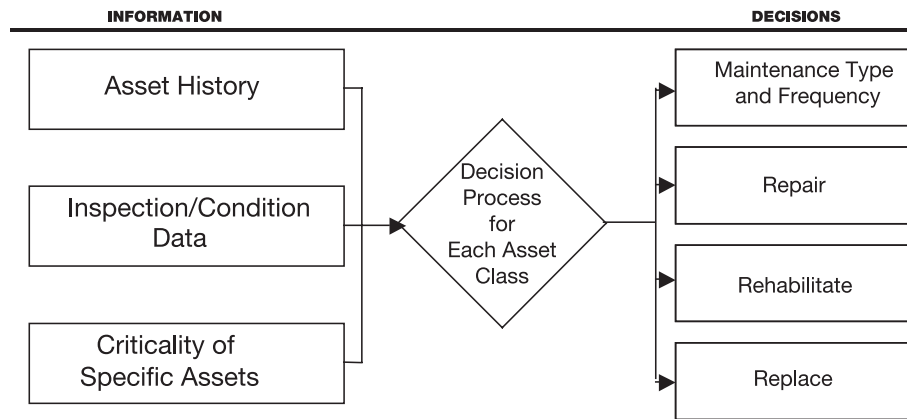 INFORMATION
DECISIONS
Asset History
Inspection/Condition
Data
Criticality of
Specific Assets
Decision
Process
for
Each Asset
Class
Maintenance Type
and Frequency
Repair
Rehabilitate
Replace